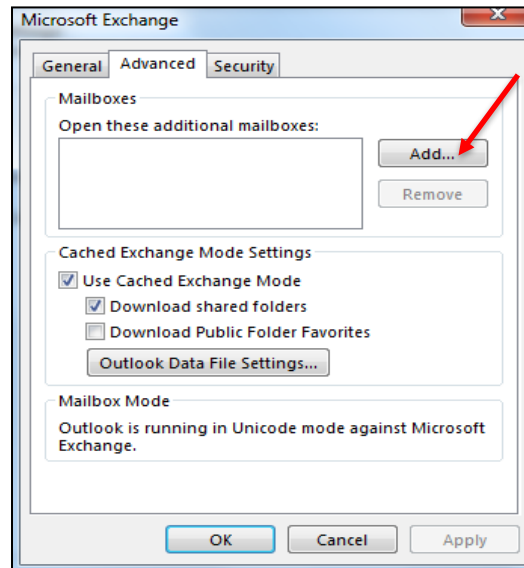 Microsoft Exchange
General Advanced Security
Mailboxes
Open these additional mailboxes:
Add...
Remove
Cached Exchange Mode Settings
Use Cached Exchange Mode
Download shared folders
Download Public Folder Favorites
Outlook Data File Settings...
Mailbox Mode
Outlook is running in Unicode mode against Microsoft
Exchange.
OK Cancel Apply